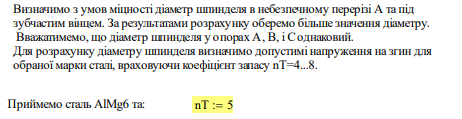 Визначимо з умов міцності діаметр шпинделя в небезпечному перерізі А та під
зубчастим вінцем. За результатами розрахунку оберемо більше значення діаметру.
Вважатимемо, що діаметр шпинделя у опорах А, В, і С однаковий.
Для розрахунку діаметру шпинделя визначимо допустимі напруження на згин для
обраної марки сталі, враховуючи коефіцієнт запасу nT=4...8.
Приймемо сталь AlMg6 та: nT := 5